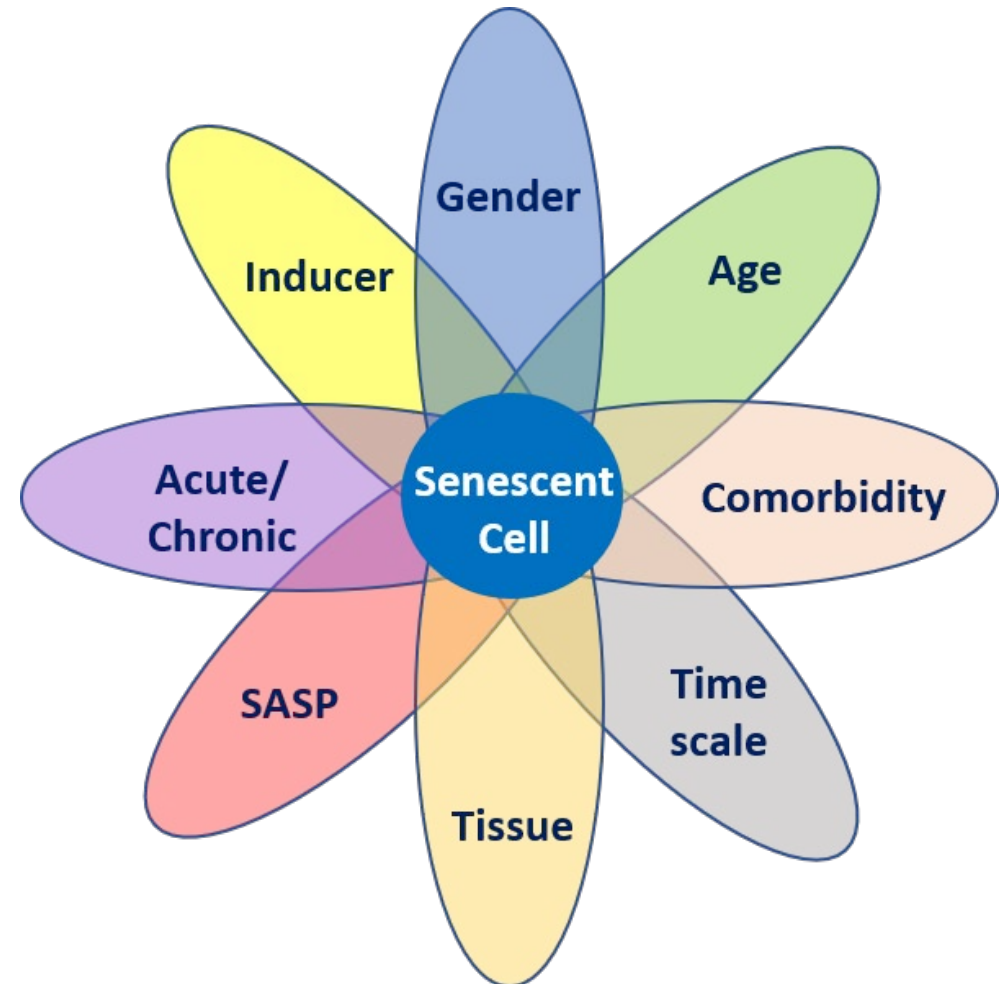 Gender
Age
Inducer
Acute/
Chronic
Senescent
Cell
Comorbidity
SASP
Time
scale
Tissue